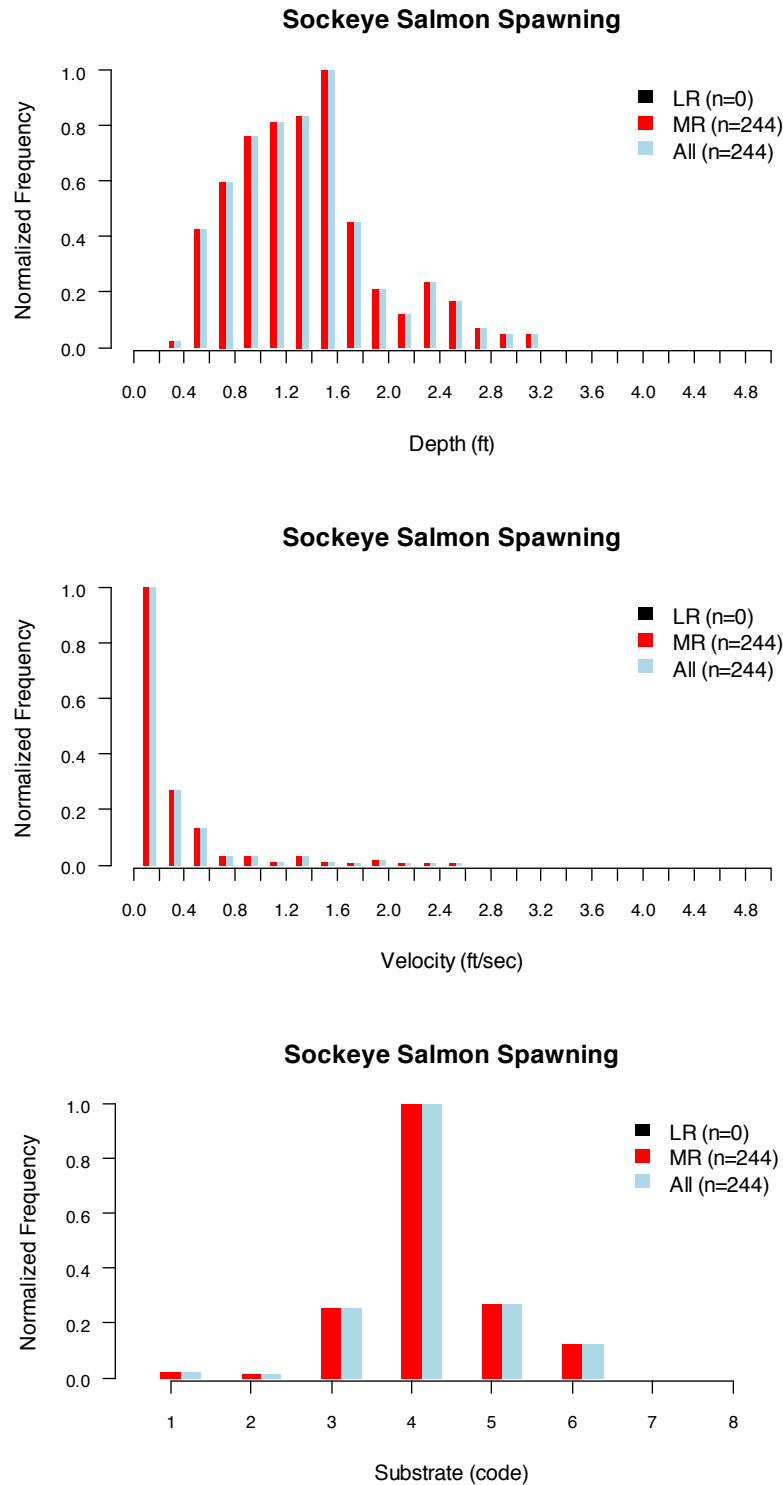 Sockeye Salmon Spawning
Normalized Frequency
1.0
0.8
0.6
0.4
0.2
0.0
LR (n=0)
MR (n=244)
All (n=244)
0.0 0.4 0.8 1.2 1.6 2.0 2.4 2.8 3.2 3.6 4.0 4.4 4.8
Depth (ft)
Sockeye Salmon Spawning
Normalized Frequency
1.0
0.8
0.6
0.4
0.2
0.0
LR (n=0)
MR (n=244)
All (n=244)
0.0 0.4 0.8 1.2 1.6 2.0 2.4 2.8 3.2 3.6 4.0 4.4 4.8
Velocity (ft/sec)
Sockeye Salmon Spawning
Normalized Frequency
1.0
0.8
0.6
0.4
0.2
0.0
LR (n=0)
MR (n=244)
All (n=244)
1 2 3 4 5 6 7 8
Substrate (code)